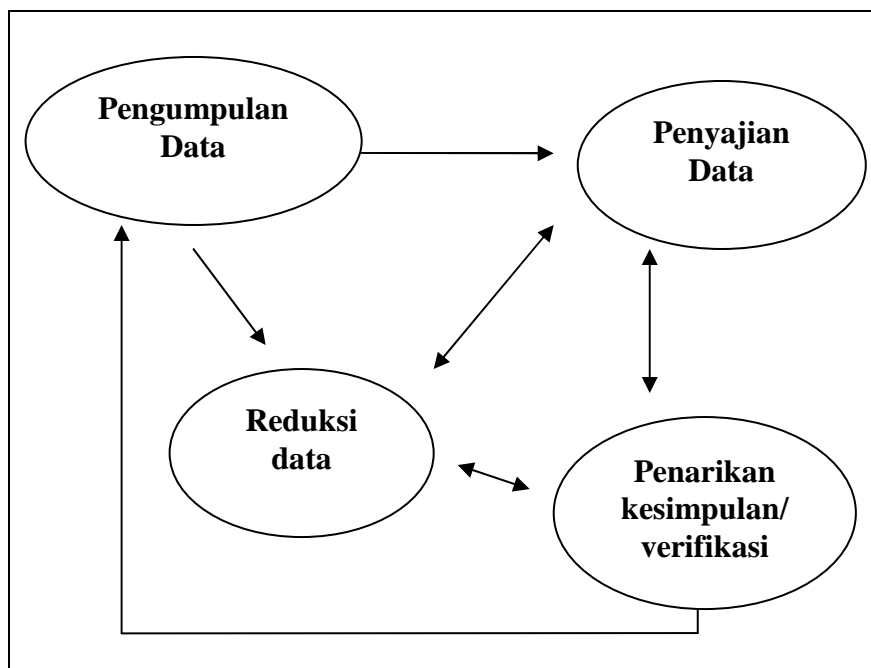 Pengumpulan
Data
Penyajian
Data
Reduksi
data
Penarikan
kesimpulan/
verifikasi